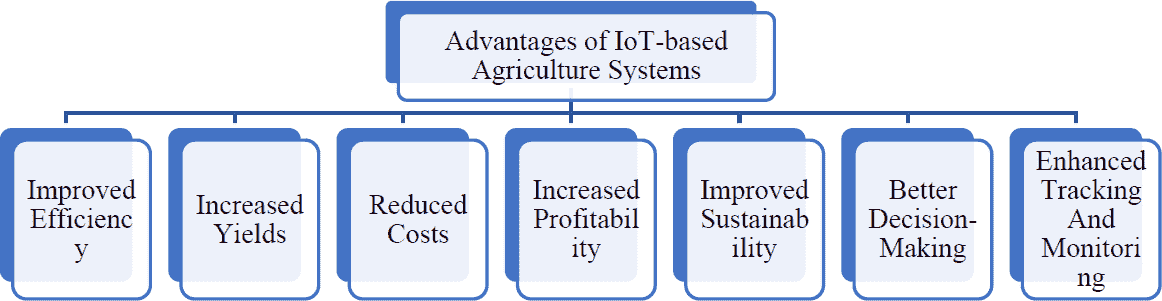 Advantages of IoT-based
Agriculture Systems
Improved
Efficienc
y
Increased
Yields
Reduced
Costs
Increased
Profitabil
ity
Improved
Sustainab
ility
Better
Decision-
Making
Enhanced
Tracking
And
Monitori
ng